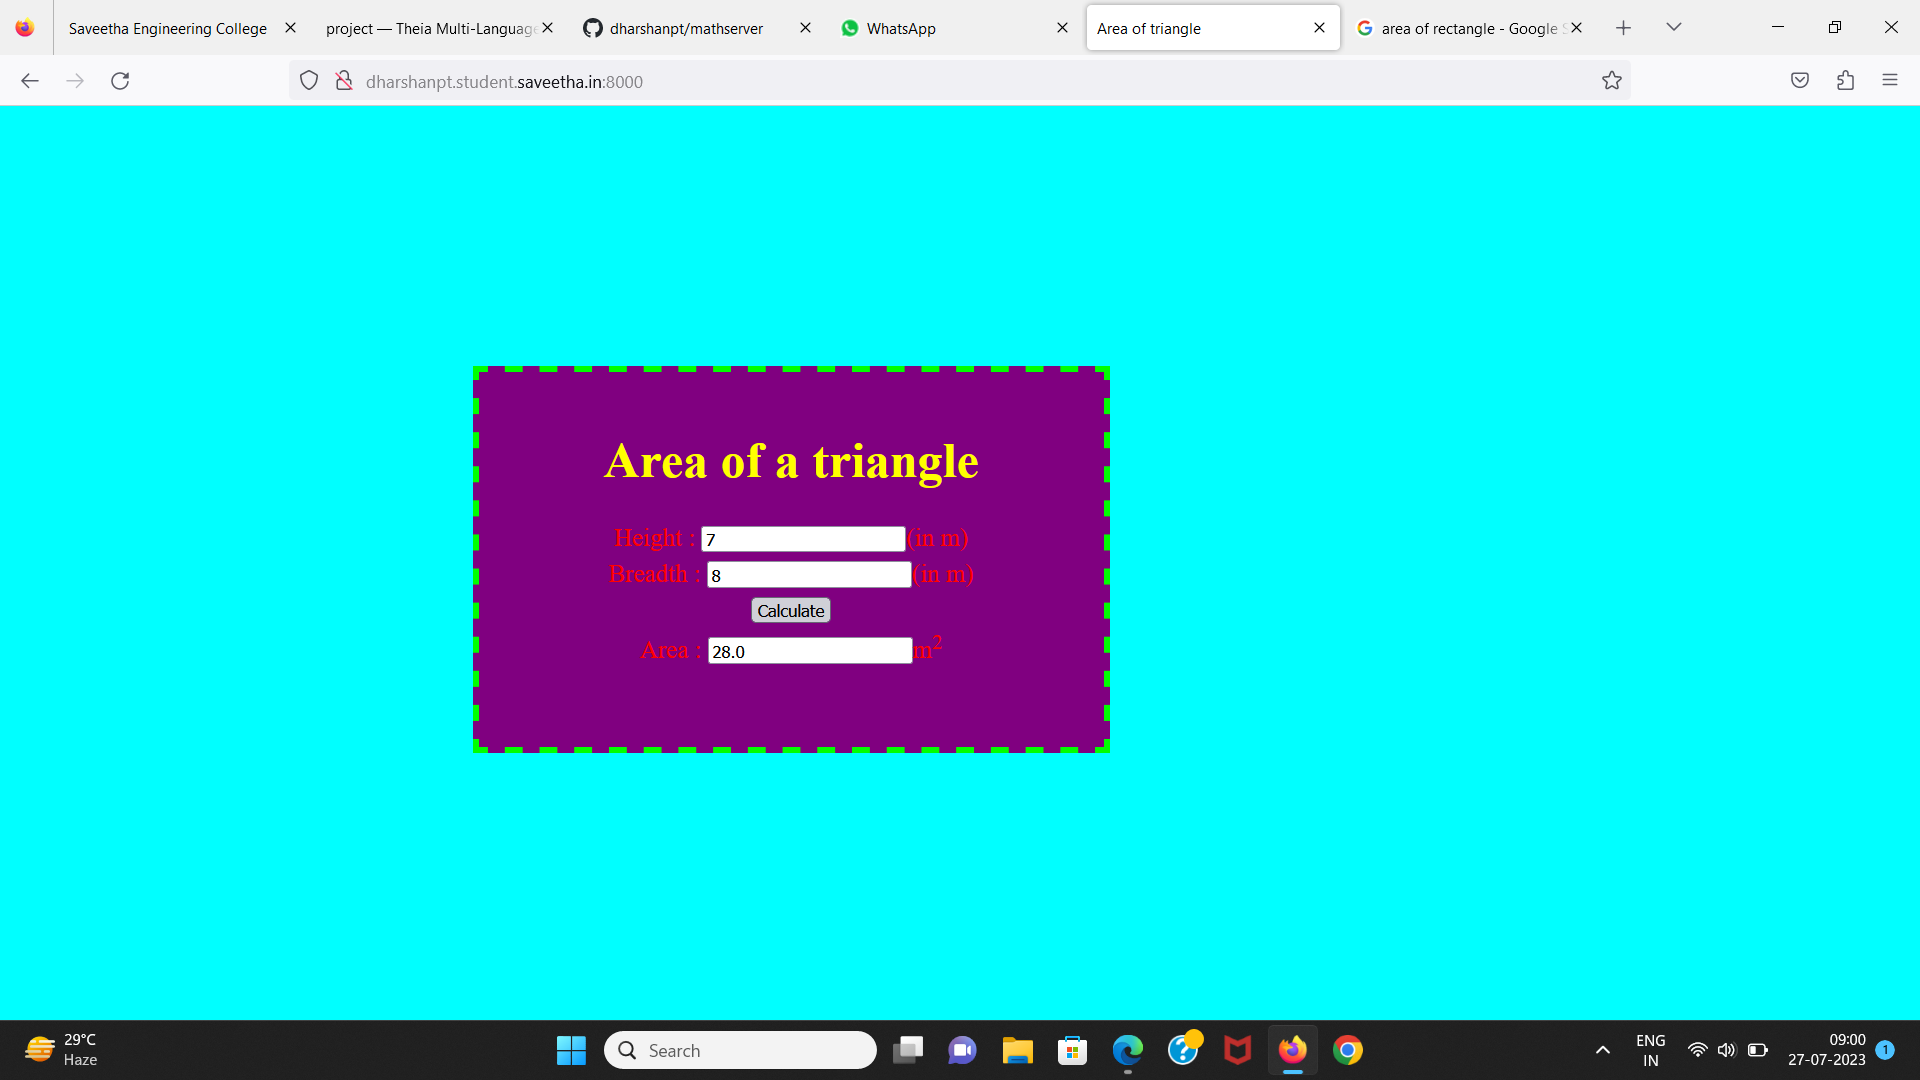 Saveetha Engineering College
project — Theia Multi-Language
dharshanpt/mathserver
WhatsApp
Area of triangle
area of rectangle - Google
dharshanpt.student.saveetha.in:8000
Area of a triangle
Height : 7 (in m)
Breadth : 8 (in m)
Calculate
Area : 28.0 m²
29°C
Haze
Search
ENG
IN
09:00
27-07-2023
1